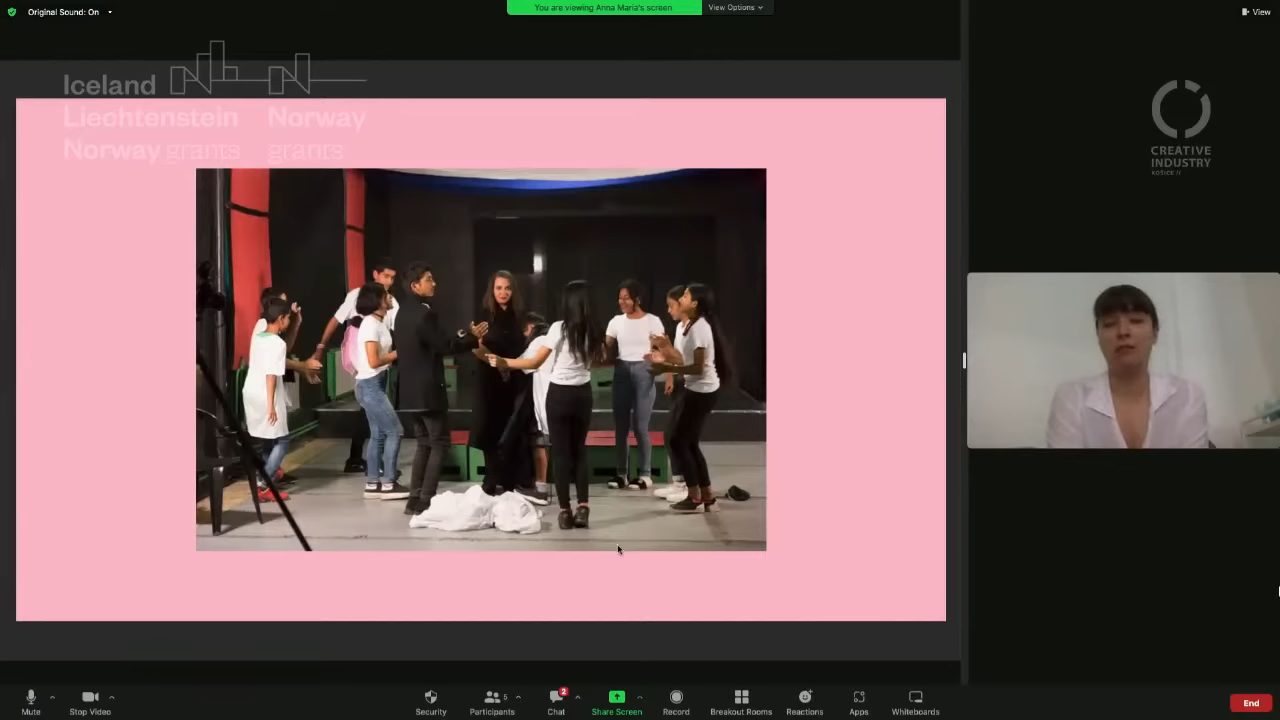 Original Sound: On
You are viewing Anna Maria's screen
View Options
View
Iceland
Liechtenstein Norway
Norway grants grants
CREATIVE
INDUSTRY
KOŠICE //
Mute
Stop Video
Security
5
Participants
2
Chat
Share Screen
Record
Breakout Rooms
Reactions
Apps
Whiteboards
End